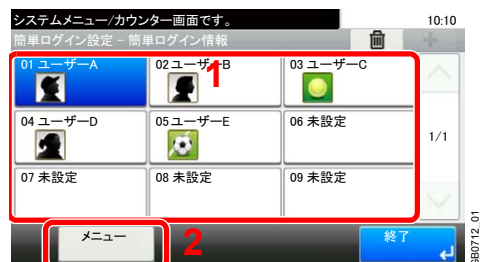 システムメニュー/カウンター画面です。
10:10
簡単ログイン設定 - 簡単ログイン情報
01 ユーザーA
02 ユーザーB
03 ユーザーC
1
04 ユーザーD
05 ユーザーE
06 未設定
1/1
07 未設定
08 未設定
09 未設定
メニュー
2
終了
GB0712_01